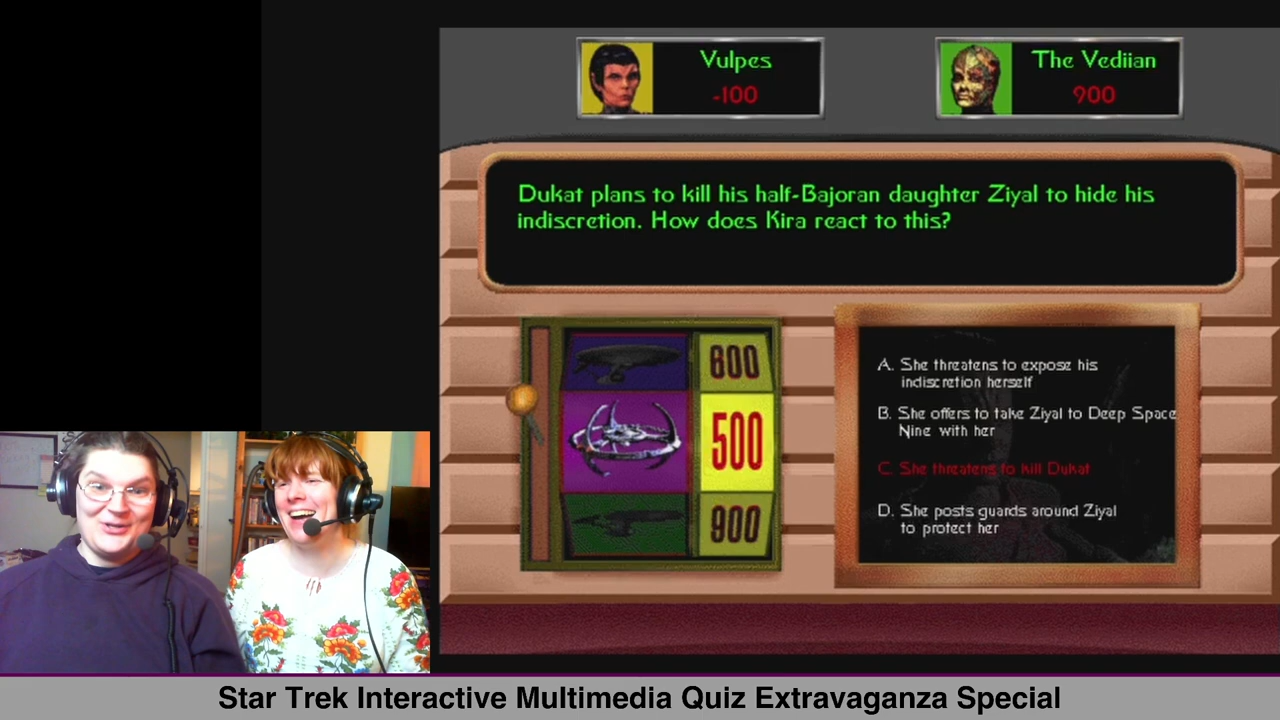 Vulpes
-100
The Vediian
900
Dukat plans to kill his half-Bajoran daughter Ziyal to hide his
indiscretion. How does Kira react to this?
600
500
900
A. She threatens to expose his
indiscretion herself
B. She offers to take Ziyal to Deep Space
Nine with her
C. She threatens to kill Dukat
D. She posts guards around Ziyal
to protect her
Star Trek Interactive Multimedia Quiz Extravaganza Special